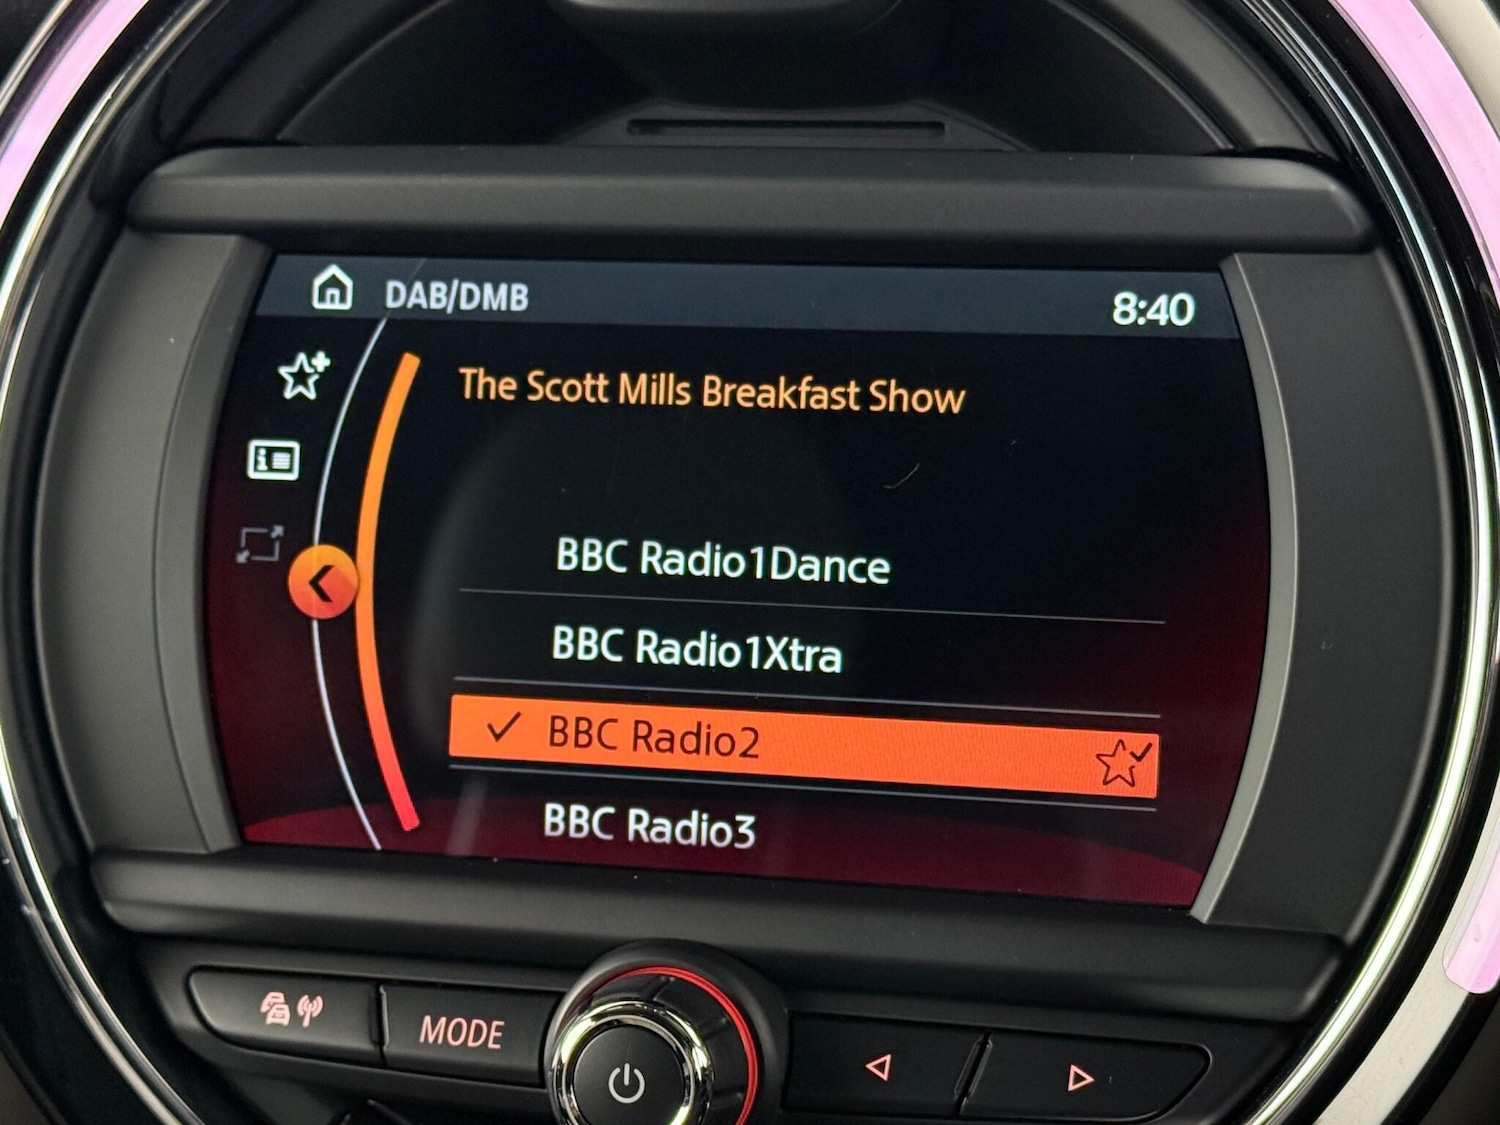 DAB/DMB 8:40
The Scott Mills Breakfast Show
BBC Radio1Dance
BBC Radio1Xtra
BBC Radio2
BBC Radio3
MODE